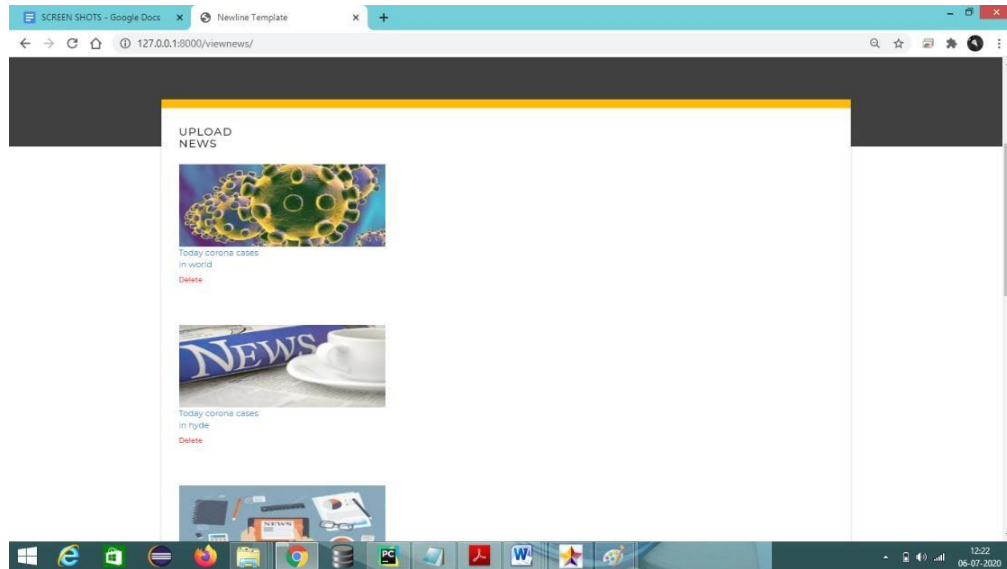 SCREEN SHOTS - Google Docs
Newline Template
127.0.0.1:8000/viewnews/
UPLOAD
NEWS
Today corona cases
in world
Delete
NEWS
Today corona cases
in hyde
Delete
NEWS
PC
W
12:22
06-07-2020